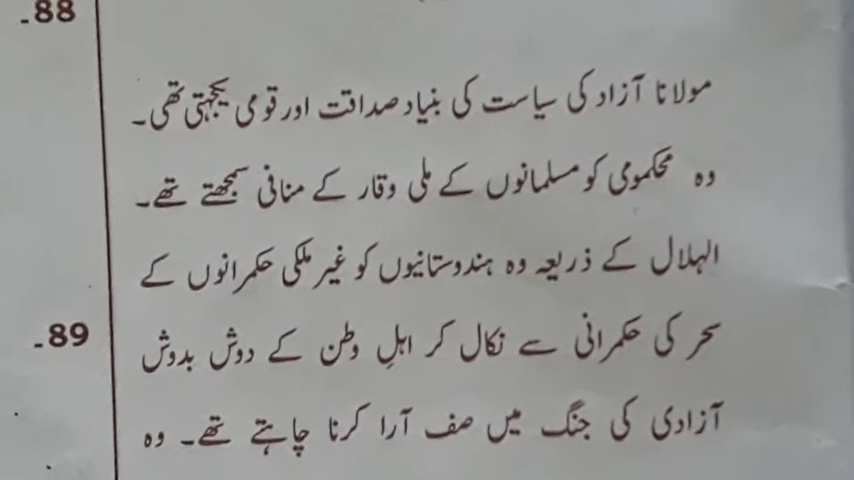 88۔
مولانا آزاد کی سیاست کی بنیاد صداقت اور قومی یکجہتی تھی۔
وہ محکومی کو مسلمانوں کے ملی وقار کے منافی سمجھتے تھے۔
الہلال کے ذریعہ وہ ہندوستانیوں کو غیر ملکی حکمرانوں کے
سحر کی حکمرانی سے نکال کر اہلِ وطن کے دوش بدوش
89۔
آزادی کی جنگ میں صف آرا کرنا چاہتے تھے۔ وہ